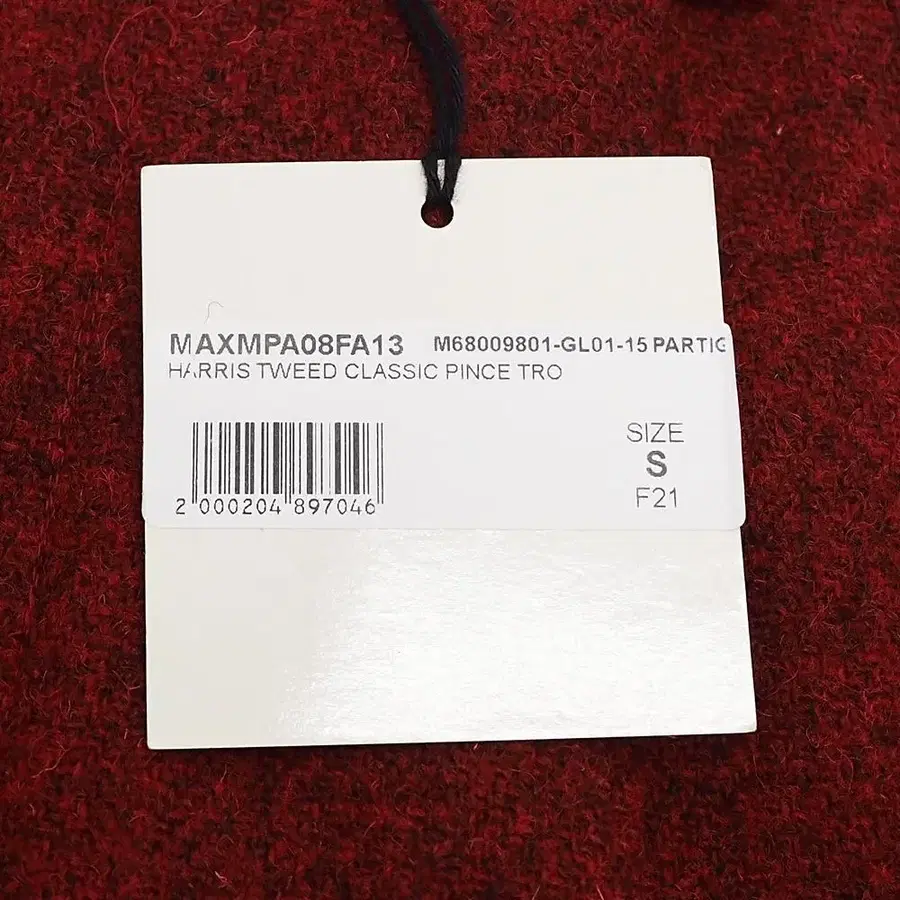 MAXMPA08FA13 M68009801-GL01-15 PARTIG
HARRIS TWEED CLASSIC PINCE TRO
SIZE
S
F21
2 000204 897046